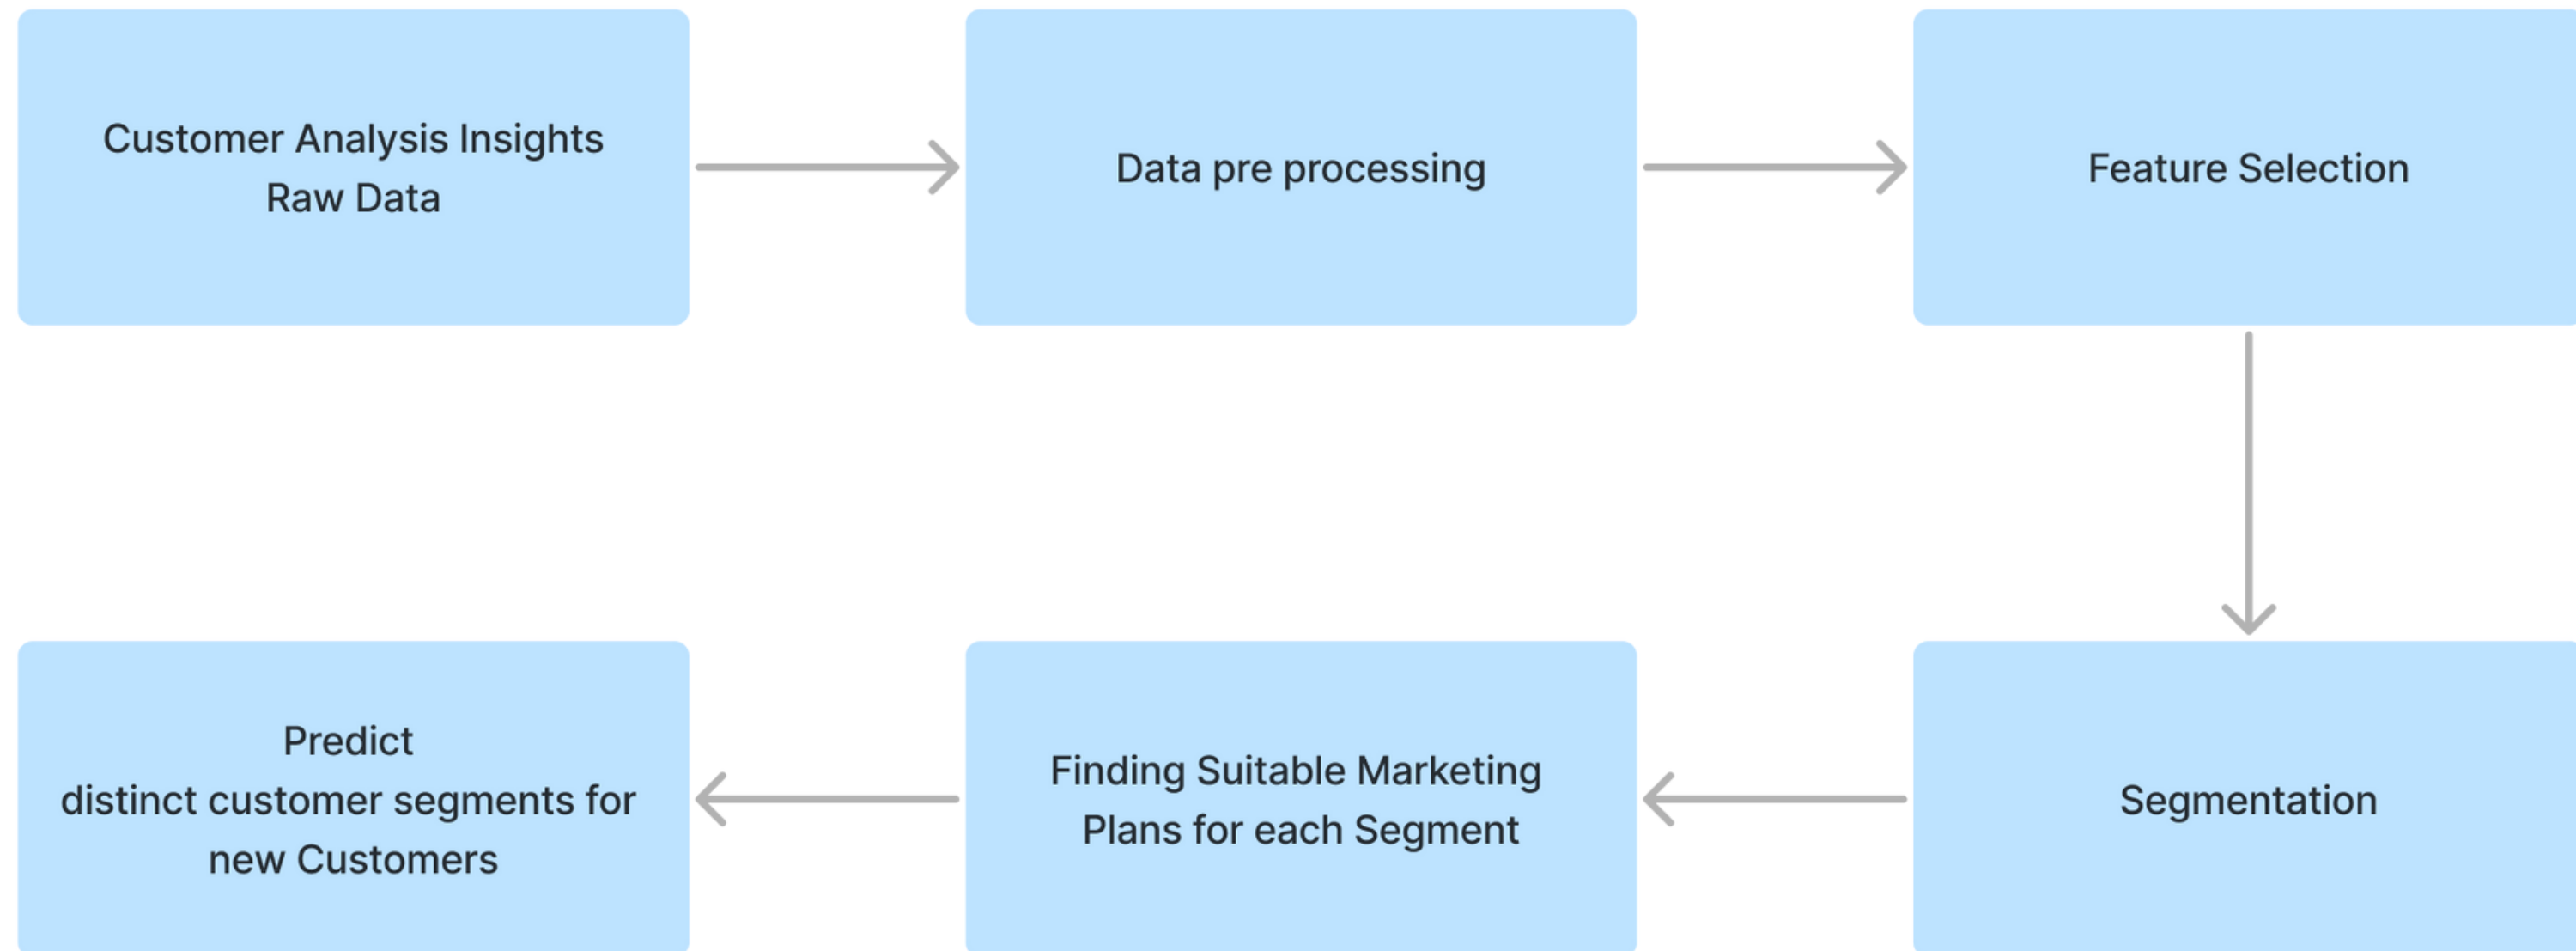 Customer Analysis Insights
Raw Data
Data pre processing
Feature Selection
Segmentation
Finding Suitable Marketing
Plans for each Segment
Predict
distinct customer segments for
new Customers